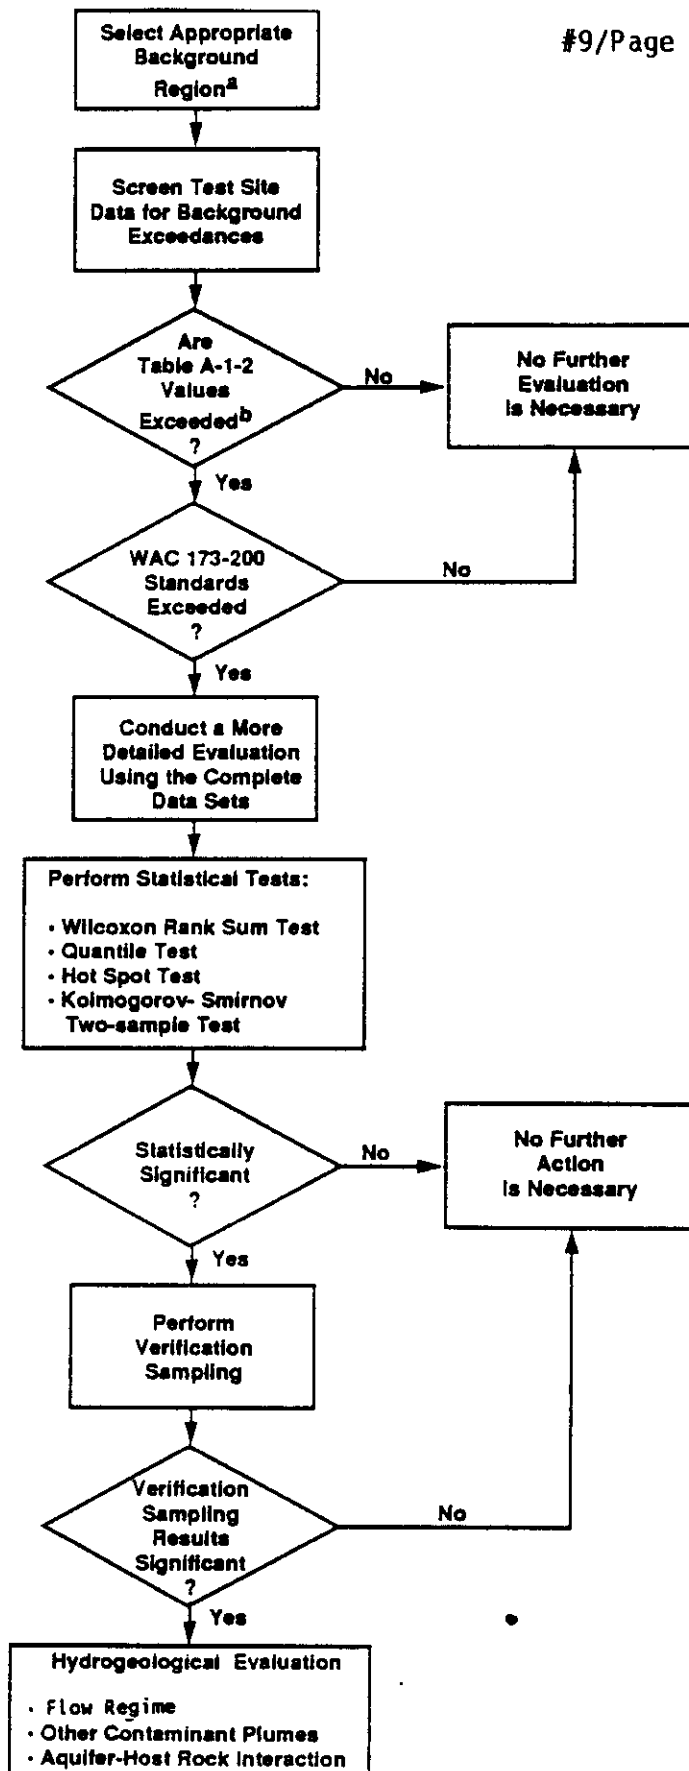 #9/Page
Select Appropriate
Background
Region^a
Screen Test Site
Data for Background
Exceedances
Are
Table A-1-2
Values
Exceeded^b
?
No
No Further
Evaluation
Is Necessary
Yes
WAC 173-200
Standards
Exceeded
?
No
Yes
Conduct a More
Detailed Evaluation
Using the Complete
Data Sets
Perform Statistical Tests:
• Wilcoxon Rank Sum Test
• Quantile Test
• Hot Spot Test
• Kolmogorov- Smirnov
Two-sample Test
Statistically
Significant
?
No
No Further
Action
Is Necessary
Yes
Perform
Verification
Sampling
Verification
Sampling
Results
Significant
?
No
Yes
Hydrogeological Evaluation
• Flow Regime
• Other Contaminant Plumes
• Aquifer-Host Rock Interaction